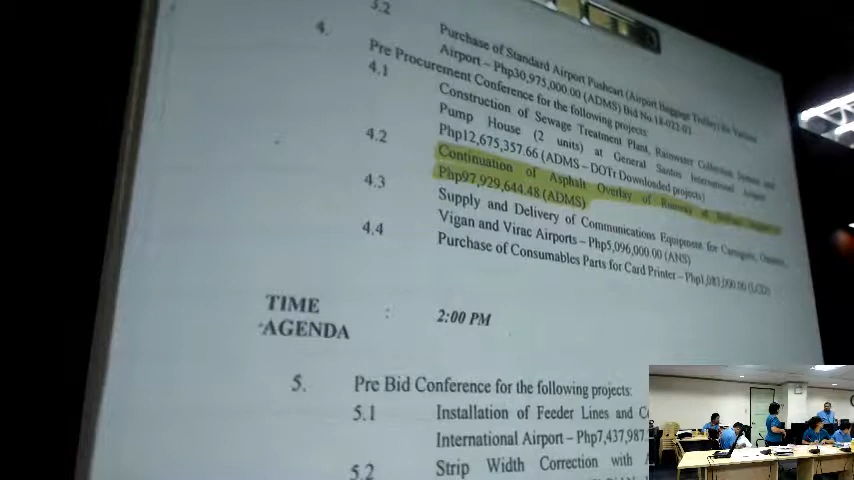 5.2
Purchase of Standard Airport Pushcart (Airport Baggage Trolley) for Various
Airport – Php30,975,000.00 (ADMS) Bid No. 18-023-03
4.
Pre Procurement Conference for the following projects:
4.1
Construction of Sewage Treatment Plant, Rainwater Collection System and
Pump House (2 units) at General Santos International Airport
Php12,675,357.66 (ADMS – DOTr Downloaded projects)
4.2
Continuation of Asphalt Overlay of Runway at
Php97,929,644.48 (ADMS)
4.3
Supply and Delivery of Communications Equipment for
Vigan and Virac Airports – Php5,096,000.00 (ANS)
4.4
Purchase of Consumables Parts for Card Printer – Php1,083,000.00 (LCD)
TIME : 2:00 PM
AGENDA
5. Pre Bid Conference for the following projects:
5.1 Installation of Feeder Lines and
International Airport – Php7,437,987
5.2 Strip Width Correction with